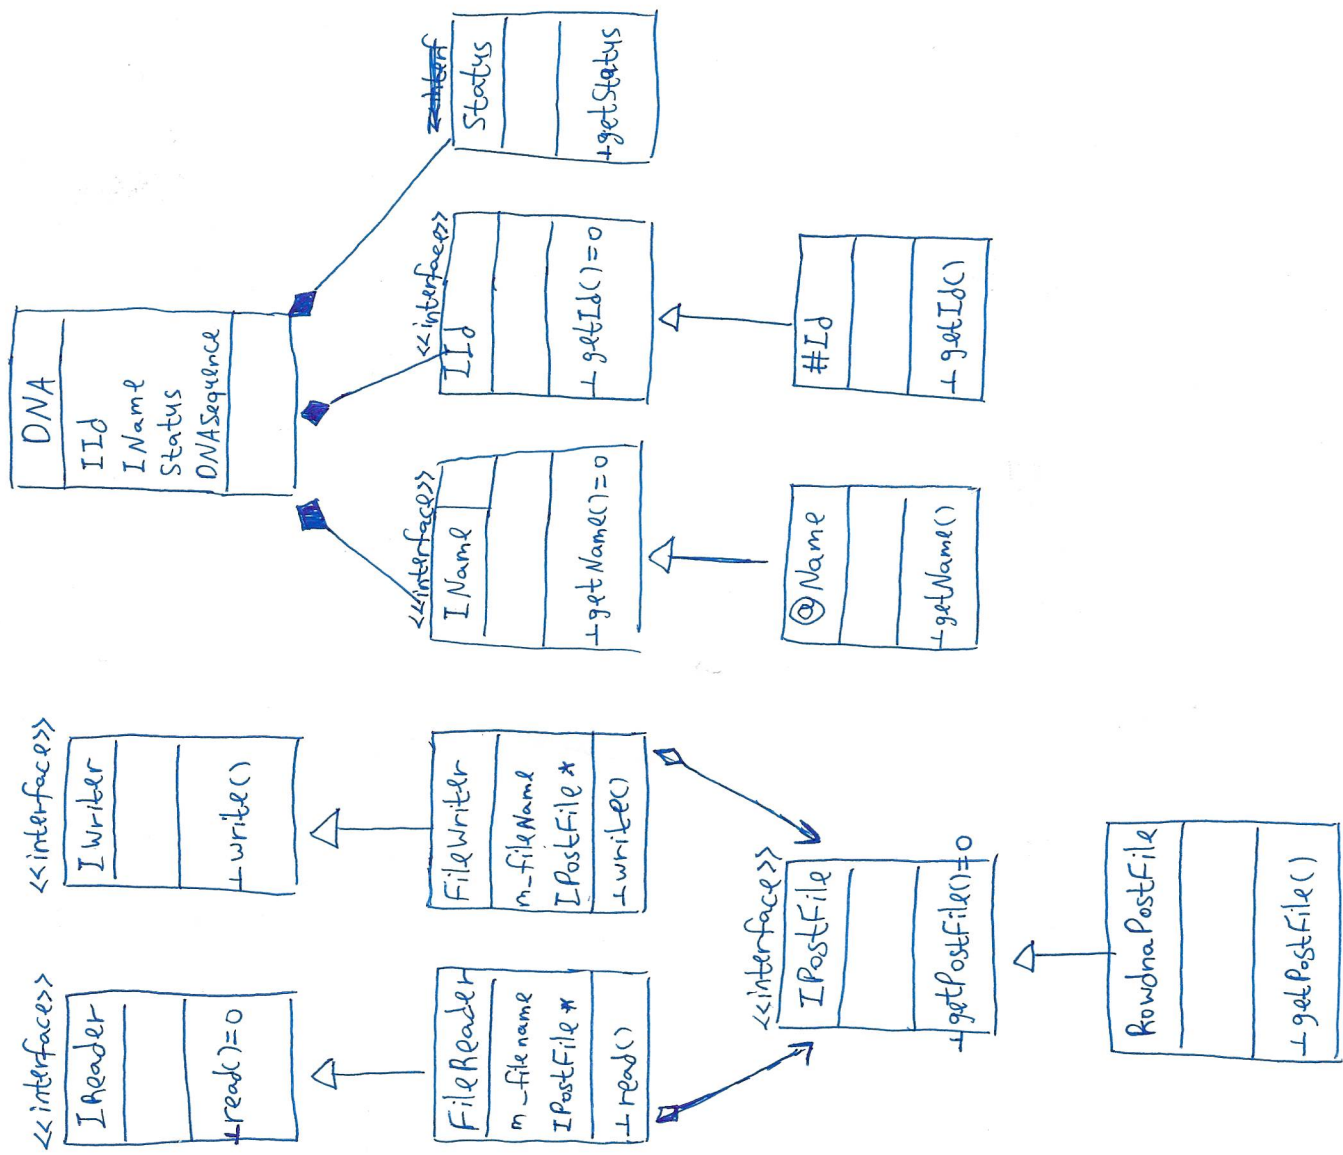 <<interface>>
IReader
+read()=0
<<interface>>
IWriter
+write()
FileReader
m_filename
IPostFile*
+read()
FileWriter
m_fileName
IPostFile*
+write()
<<interface>>
IPostFile
+getPostFile()=0
RowdnaPostFile
+getPostFile()
DNA
IId
IName
Status
DNASequence
<<interface>>
IName
+getName()=0
<<interface>>
IId
+getId()=0
<<interf
Status
+getStatus
@Name
+getName()
#Id
+getId()